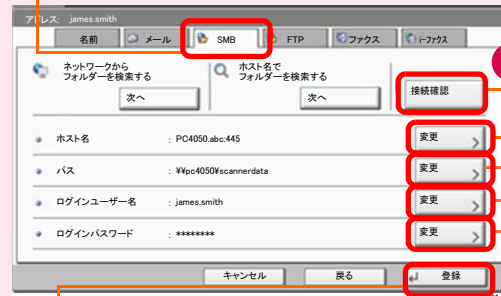 アドレス: james.smith
名前 メール SMB FTP ファクス i-ファクス
ネットワークから
フォルダーを検索する
次へ
ホスト名で
フォルダーを検索する
次へ
接続確認
ホスト名 : PC4050.abc:445 変更
パス : ¥¥pc4050¥scannerdata 変更
ログインユーザー名 : james.smith 変更
ログインパスワード : ******** 変更
キャンセル 戻る 登録